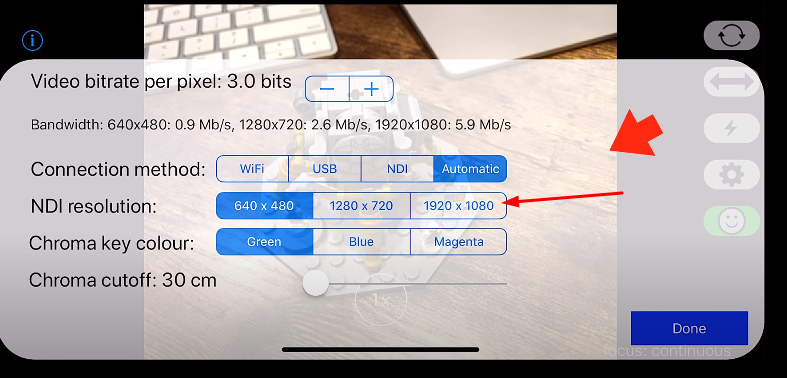 i
Video bitrate per pixel: 3.0 bits − +
Bandwidth: 640x480: 0.9 Mb/s, 1280x720: 2.6 Mb/s, 1920x1080: 5.9 Mb/s
Connection method: WiFi USB NDI Automatic
NDI resolution: 640 x 480 1280 x 720 1920 x 1080
Chroma key colour: Green Blue Magenta
Chroma cutoff: 30 cm
1x
Done
focus: continuous